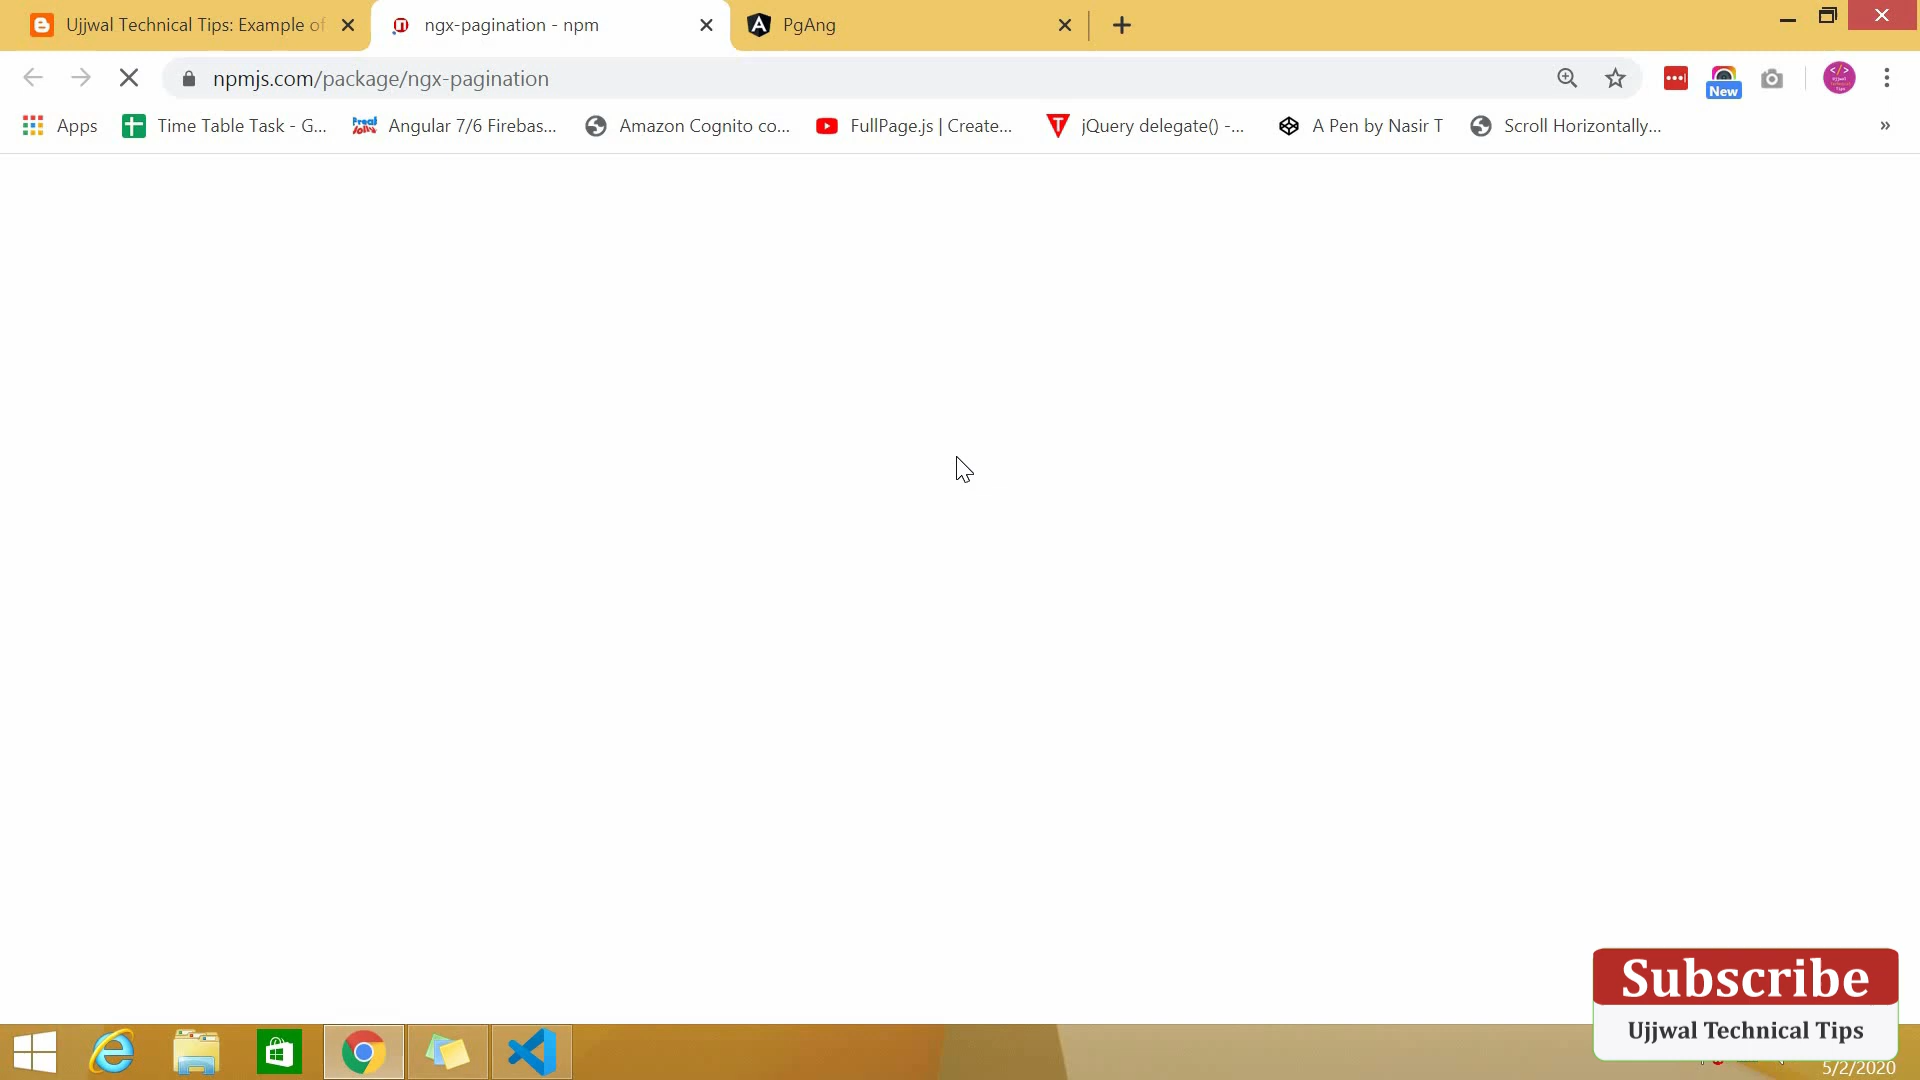 Ujjwal Technical Tips: Example of
ngx-pagination - npm
PgAng
npmjs.com/package/ngx-pagination
New
Apps
Time Table Task - G...
Angular 7/6 Firebas...
Amazon Cognito co...
FullPage.js | Create...
jQuery delegate() -...
A Pen by Nasir T
Scroll Horizontally...
»
Subscribe
Ujjwal Technical Tips
5/2/2020